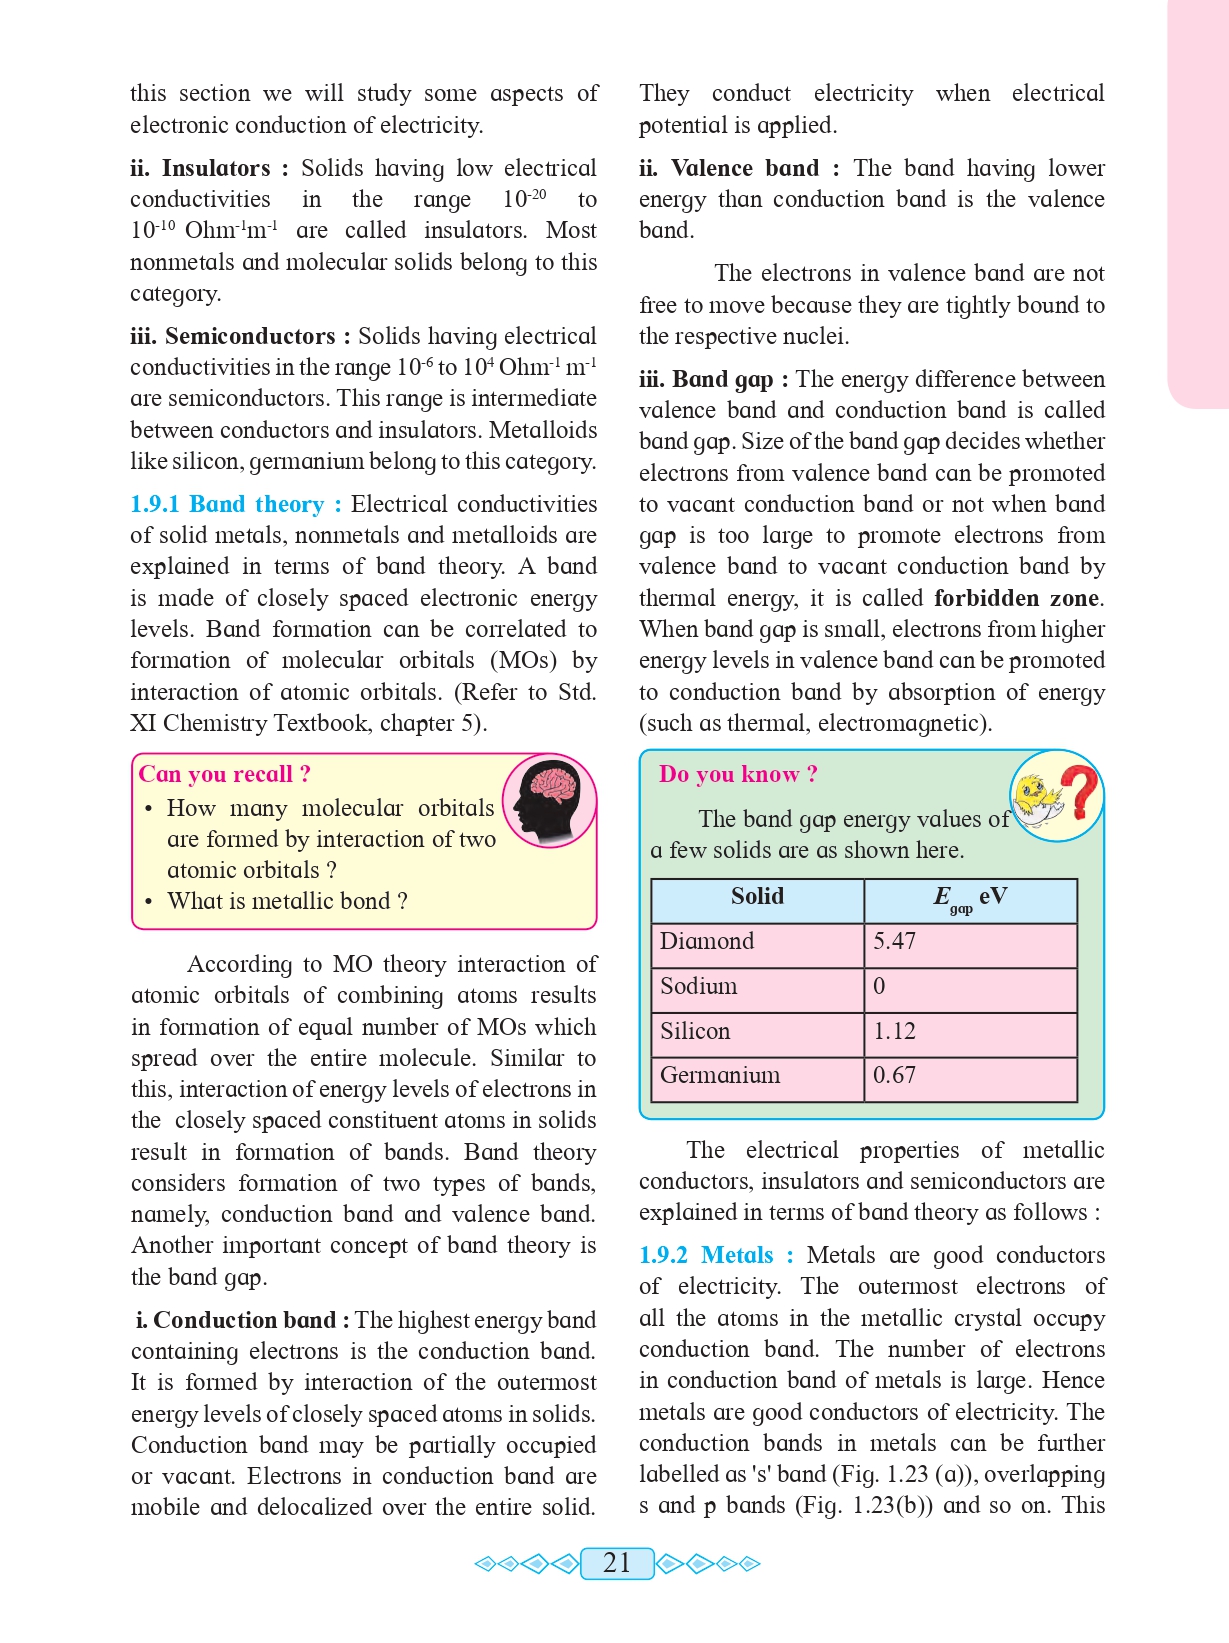 this section we will study some aspects of
electronic conduction of electricity.
ii. Insulators : Solids having low electrical
conductivities in the range 10⁻²⁰ to
10⁻¹⁰ Ohm⁻¹m⁻¹ are called insulators. Most
nonmetals and molecular solids belong to this
category.
iii. Semiconductors : Solids having electrical
conductivities in the range 10⁻⁶ to 10⁴ Ohm⁻¹ m⁻¹
are semiconductors. This range is intermediate
between conductors and insulators. Metalloids
like silicon, germanium belong to this category.
1.9.1 Band theory : Electrical conductivities
of solid metals, nonmetals and metalloids are
explained in terms of band theory. A band
is made of closely spaced electronic energy
levels. Band formation can be correlated to
formation of molecular orbitals (MOs) by
interaction of atomic orbitals. (Refer to Std.
XI Chemistry Textbook, chapter 5).
Can you recall ?
• How many molecular orbitals
are formed by interaction of two
atomic orbitals ?
• What is metallic bond ?
According to MO theory interaction of
atomic orbitals of combining atoms results
in formation of equal number of MOs which
spread over the entire molecule. Similar to
this, interaction of energy levels of electrons in
the closely spaced constituent atoms in solids
result in formation of bands. Band theory
considers formation of two types of bands,
namely, conduction band and valence band.
Another important concept of band theory is
the band gap.
i. Conduction band : The highest energy band
containing electrons is the conduction band.
It is formed by interaction of the outermost
energy levels of closely spaced atoms in solids.
Conduction band may be partially occupied
or vacant. Electrons in conduction band are
mobile and delocalized over the entire solid.
They conduct electricity when electrical
potential is applied.
ii. Valence band : The band having lower
energy than conduction band is the valence
band.
The electrons in valence band are not
free to move because they are tightly bound to
the respective nuclei.
iii. Band gap : The energy difference between
valence band and conduction band is called
band gap. Size of the band gap decides whether
electrons from valence band can be promoted
to vacant conduction band or not when band
gap is too large to promote electrons from
valence band to vacant conduction band by
thermal energy, it is called forbidden zone.
When band gap is small, electrons from higher
energy levels in valence band can be promoted
to conduction band by absorption of energy
(such as thermal, electromagnetic).
Do you know ?
The band gap energy values of
a few solids are as shown here.
Solid E gap eV
Diamond 5.47
Sodium 0
Silicon 1.12
Germanium 0.67
The electrical properties of metallic
conductors, insulators and semiconductors are
explained in terms of band theory as follows :
1.9.2 Metals : Metals are good conductors
of electricity. The outermost electrons of
all the atoms in the metallic crystal occupy
conduction band. The number of electrons
in conduction band of metals is large. Hence
metals are good conductors of electricity. The
conduction bands in metals can be further
labelled as 's' band (Fig. 1.23 (a)), overlapping
s and p bands (Fig. 1.23(b)) and so on. This
21